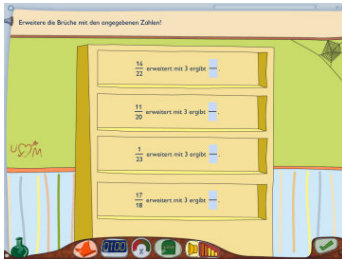 Erweitere die Brüche mit den angegebenen Zahlen!
14/22 erweitert mit 3 ergibt —.
11/20 erweitert mit 3 ergibt —.
1/23 erweitert mit 3 ergibt —.
17/18 erweitert mit 3 ergibt —.